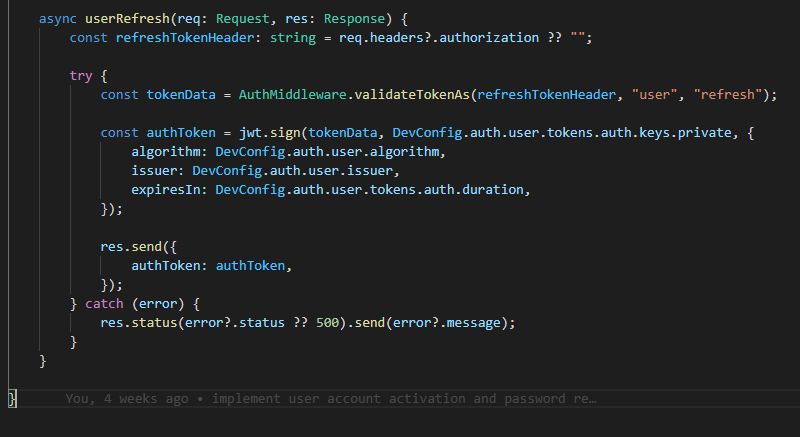 async userRefresh(req: Request, res: Response) {
const refreshTokenHeader: string = req.headers?.authorization ?? "";
try {
const tokenData = AuthMiddleware.validateTokenAs(refreshTokenHeader, "user", "refresh");
const authToken = jwt.sign(tokenData, DevConfig.auth.user.tokens.auth.keys.private, {
algorithm: DevConfig.auth.user.algorithm,
issuer: DevConfig.auth.user.issuer,
expiresIn: DevConfig.auth.user.tokens.auth.duration,
});
res.send({
authToken: authToken,
});
} catch (error) {
res.status(error?.status ?? 500).send(error?.message);
}
}
} You, 4 weeks ago • implement user account activation and password re…